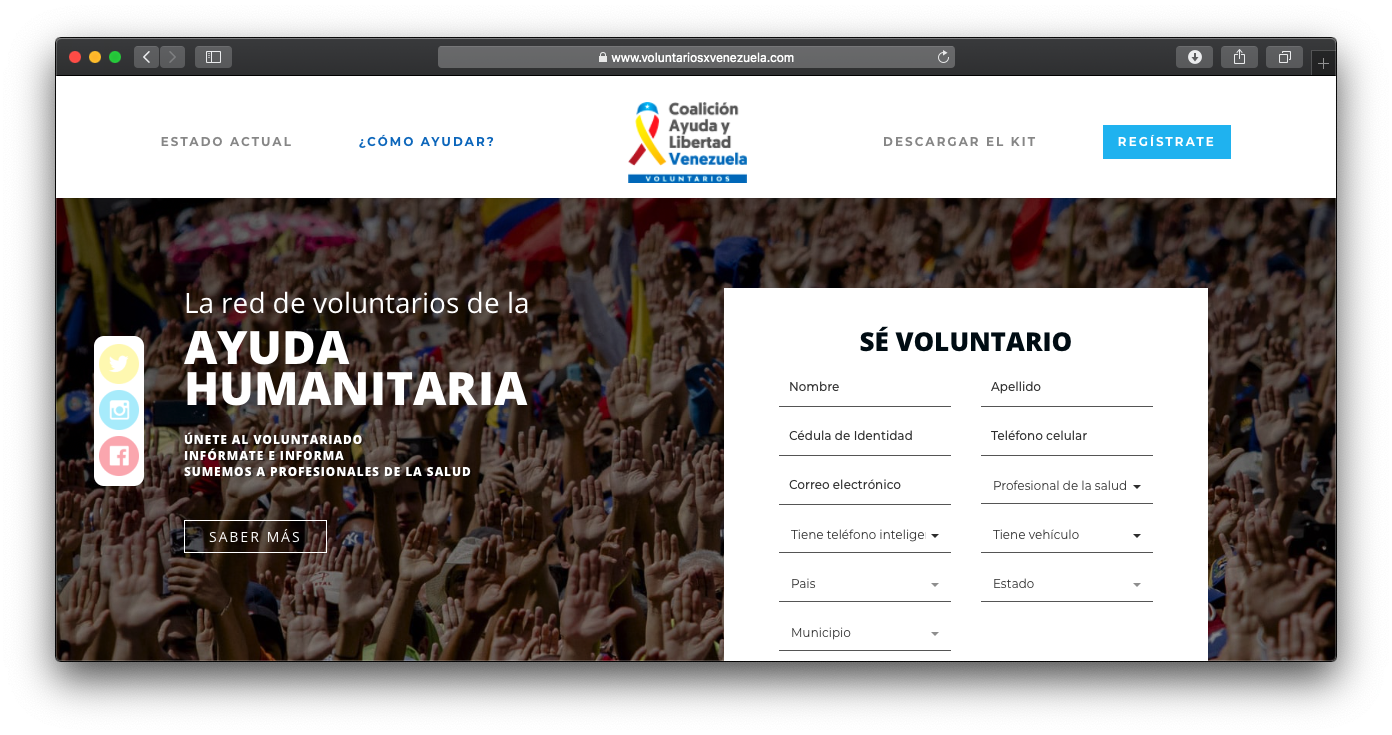 www.voluntariosxvenezuela.com
ESTADO ACTUAL
¿CÓMO AYUDAR?
Coalición
Ayuda y
Libertad
Venezuela
VOLUNTARIOS
DESCARGAR EL KIT
REGÍSTRATE
La red de voluntarios de la
AYUDA
HUMANITARIA
ÚNETE AL VOLUNTARIADO
INFÓRMATE E INFORMA
SUMEMOS A PROFESIONALES DE LA SALUD
SABER MÁS
SÉ VOLUNTARIO
Nombre
Apellido
Cédula de Identidad
Teléfono celular
Correo electrónico
Profesional de la salud
Tiene teléfono intelige
Tiene vehículo
Pais
Estado
Municipio